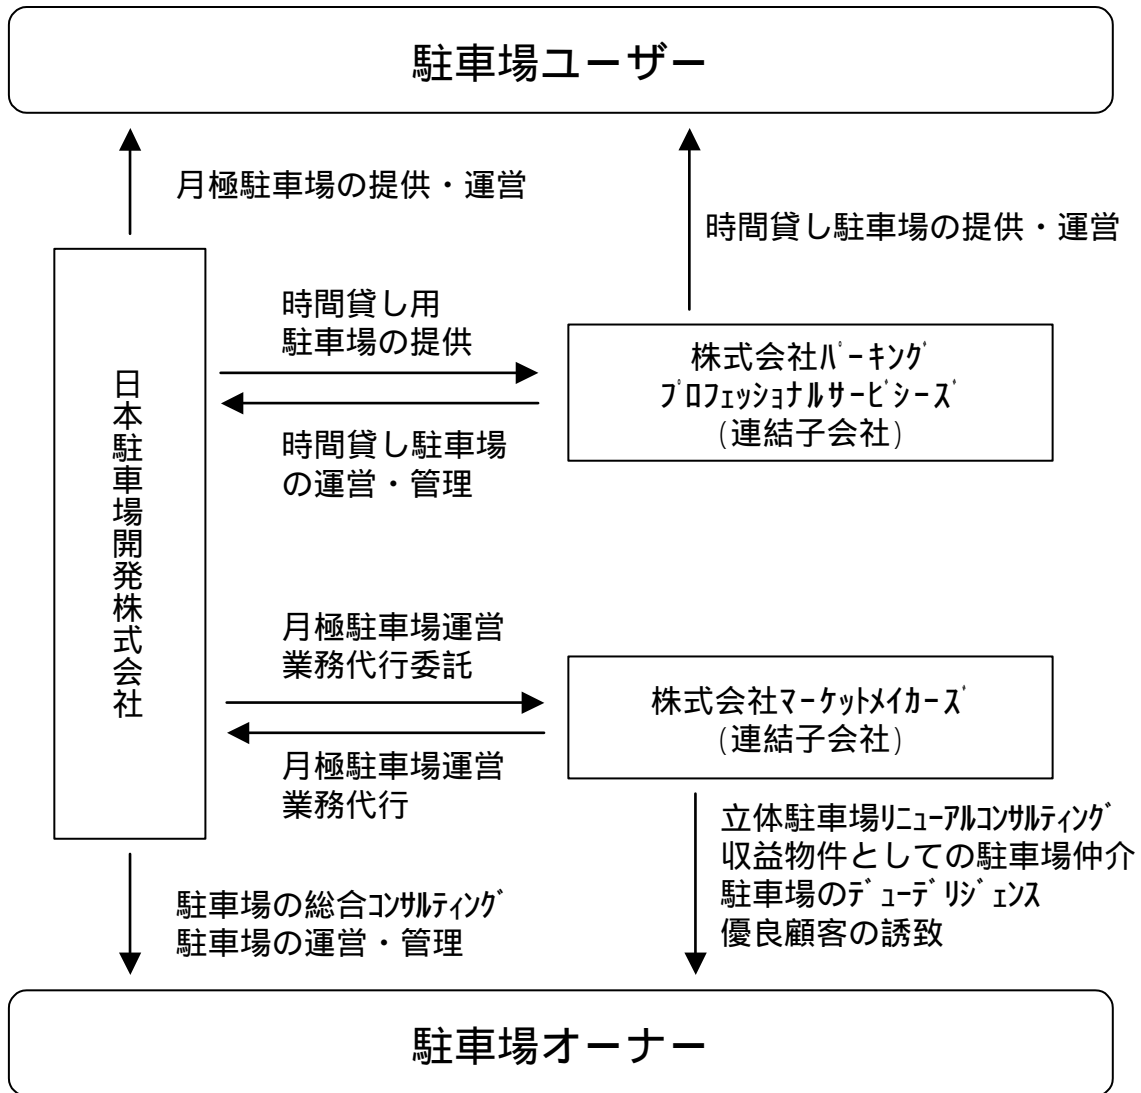 駐車場ユーザー
月極駐車場の提供・運営
時間貸し駐車場の提供・運営
日本駐車場開発株式会社
時間貸し用
駐車場の提供
時間貸し駐車場
の運営・管理
株式会社ﾊﾟｰｷﾝｸﾞ
ﾌﾟﾛﾌｪｯｼｮﾅﾙｻｰﾋﾞｼｰｽﾞ
(連結子会社)
月極駐車場運営
業務代行委託
月極駐車場運営
業務代行
株式会社ﾏｰｹｯﾄﾒｲｶｰｽﾞ
(連結子会社)
駐車場の総合ｺﾝｻﾙﾃｨﾝｸﾞ
駐車場の運営・管理
立体駐車場ﾘﾆｭｰｱﾙｺﾝｻﾙﾃｨﾝｸﾞ
収益物件としての駐車場仲介
駐車場のﾃﾞｭｰﾃﾞﾘｼﾞｪﾝｽ
優良顧客の誘致
駐車場オーナー